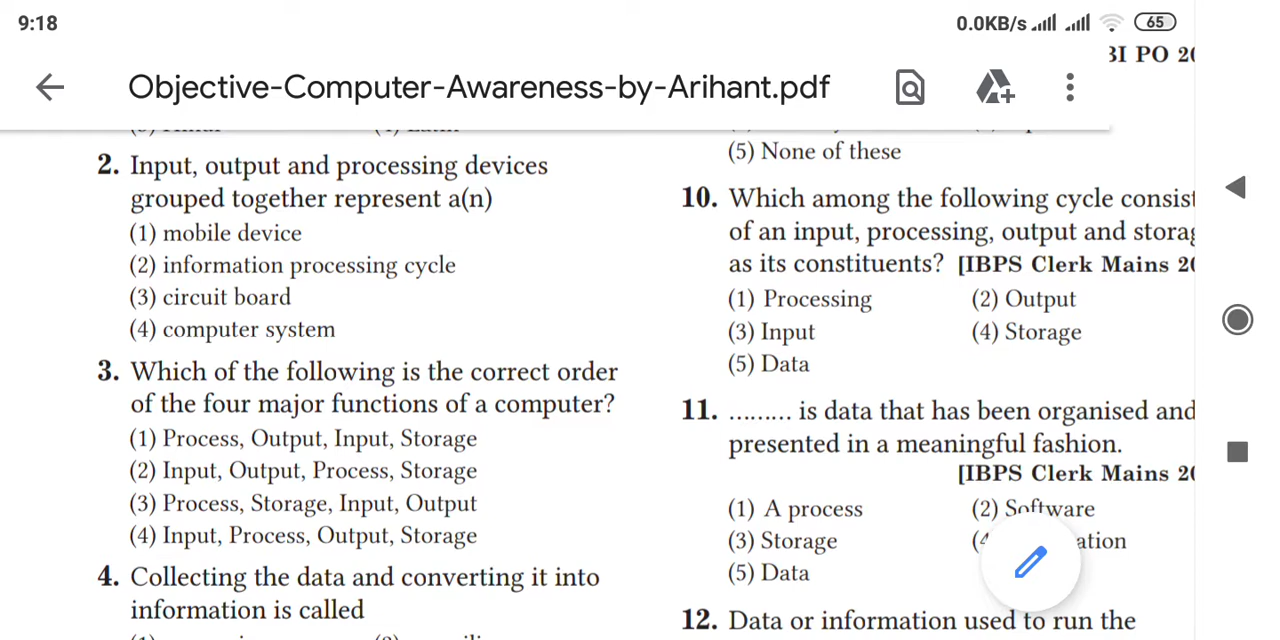 9:18
0.0KB/s 65
Objective-Computer-Awareness-by-Arihant.pdf
2. Input, output and processing devices
grouped together represent a(n)
(1) mobile device
(2) information processing cycle
(3) circuit board
(4) computer system
3. Which of the following is the correct order
of the four major functions of a computer?
(1) Process, Output, Input, Storage
(2) Input, Output, Process, Storage
(3) Process, Storage, Input, Output
(4) Input, Process, Output, Storage
4. Collecting the data and converting it into
information is called
PO
(5) None of these
10. Which among the following cycle consist
of an input, processing, output and storag
as its constituents? [IBPS Clerk Mains 20
(1) Processing (2) Output
(3) Input (4) Storage
(5) Data
11. ......... is data that has been organised and
presented in a meaningful fashion.
[IBPS Clerk Mains 20
(1) A process (2) Software
(3) Storage ation
(5) Data
12. Data or information used to run the